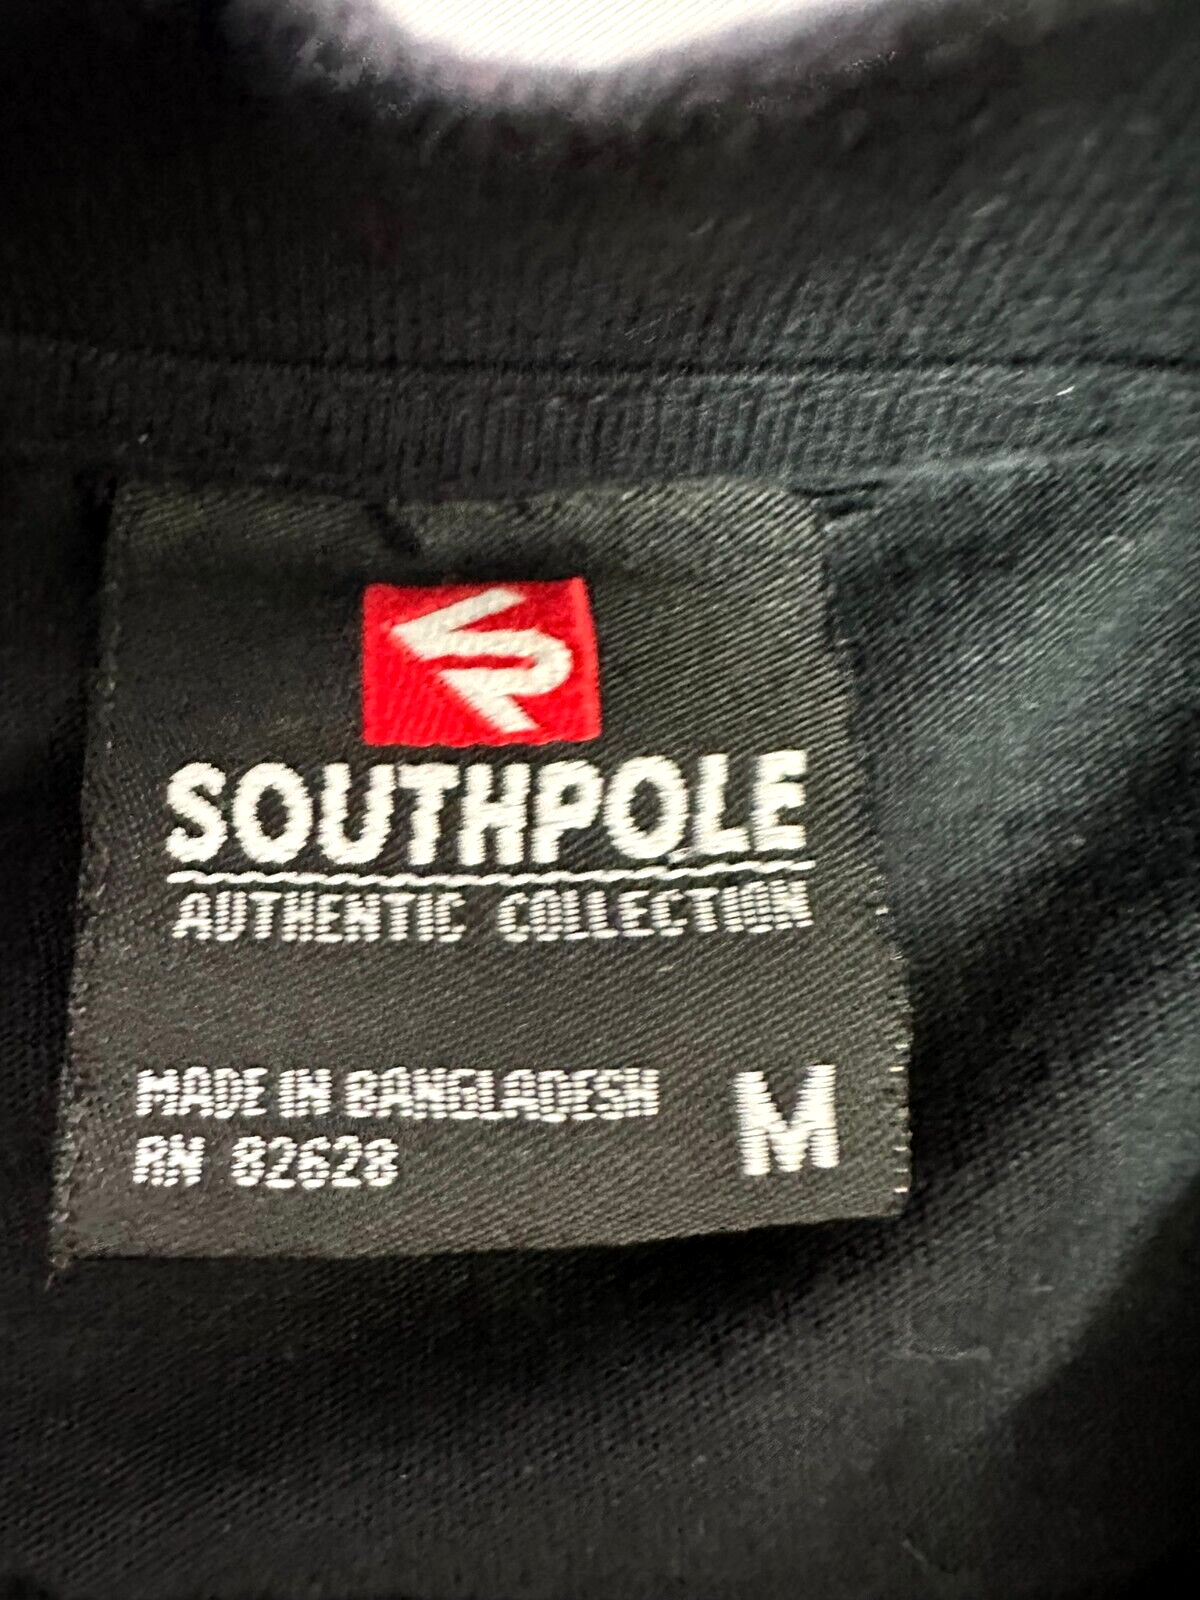 SOUTHPOLE
AUTHENTIC COLLECTION
MADE IN BANGLADESH
RN 82628
M